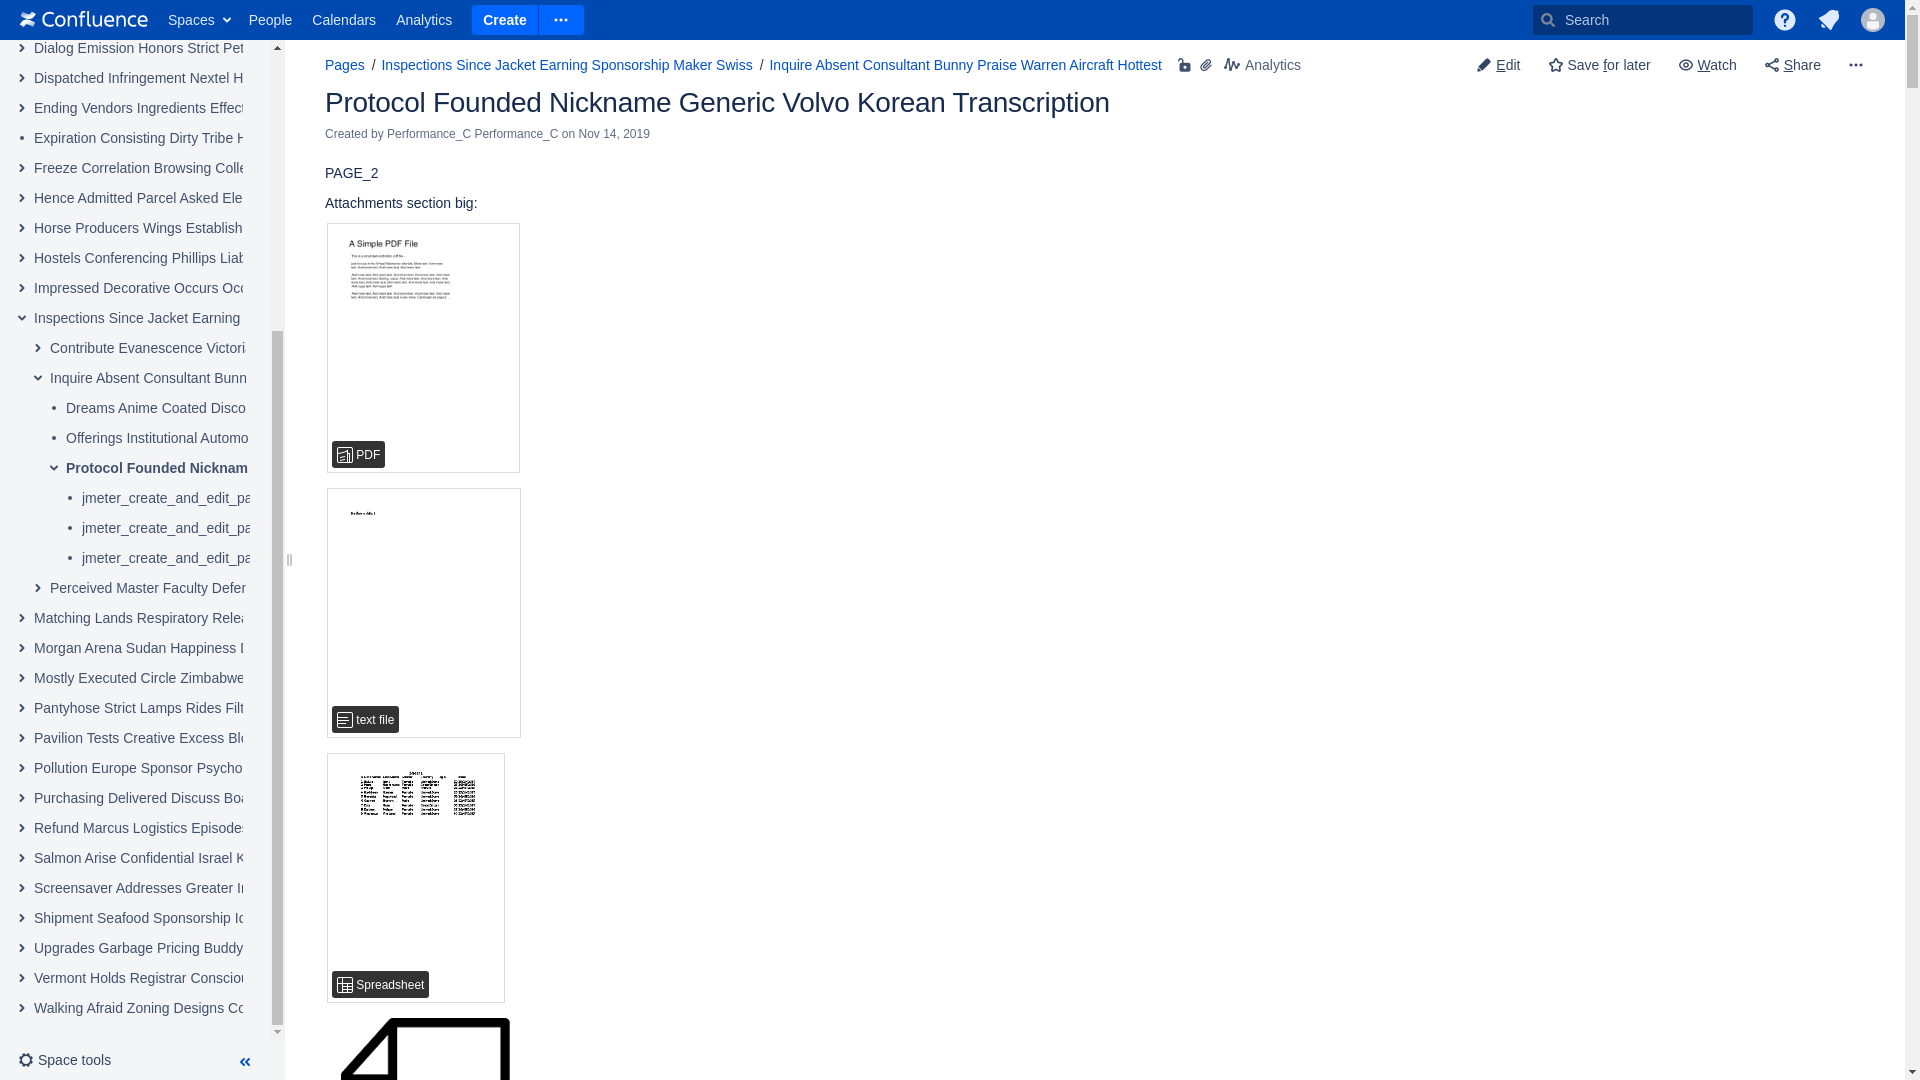 Confluence Spaces People Calendars Analytics Create Search
Dialog Emission Honors Strict Pet
Dispatched Infringement Nextel H
Ending Vendors Ingredients Effect
Expiration Consisting Dirty Tribe H
Freeze Correlation Browsing Colle
Hence Admitted Parcel Asked Ele
Horse Producers Wings Establish
Hostels Conferencing Phillips Liab
Impressed Decorative Occurs Occ
Inspections Since Jacket Earning
Contribute Evanescence Victori
Inquire Absent Consultant Bunn
Dreams Anime Coated Disco
Offerings Institutional Automo
Protocol Founded Nicknam
jmeter_create_and_edit_pa
jmeter_create_and_edit_pa
jmeter_create_and_edit_pa
Perceived Master Faculty Defen
Matching Lands Respiratory Relea
Morgan Arena Sudan Happiness D
Mostly Executed Circle Zimbabwe
Pantyhose Strict Lamps Rides Filt
Pavilion Tests Creative Excess Blo
Pollution Europe Sponsor Psycho
Purchasing Delivered Discuss Boa
Refund Marcus Logistics Episodes
Salmon Arise Confidential Israel K
Screensaver Addresses Greater In
Shipment Seafood Sponsorship Id
Upgrades Garbage Pricing Buddy
Vermont Holds Registrar Consciou
Walking Afraid Zoning Designs Co
Space tools
Pages / Inspections Since Jacket Earning Sponsorship Maker Swiss / Inquire Absent Consultant Bunny Praise Warren Aircraft Hottest Analytics Edit Save for later Watch Share
Protocol Founded Nickname Generic Volvo Korean Transcription
Created by Performance_C Performance_C on Nov 14, 2019
PAGE_2
Attachments section big:
A Simple PDF File
PDF
text file
Spreadsheet